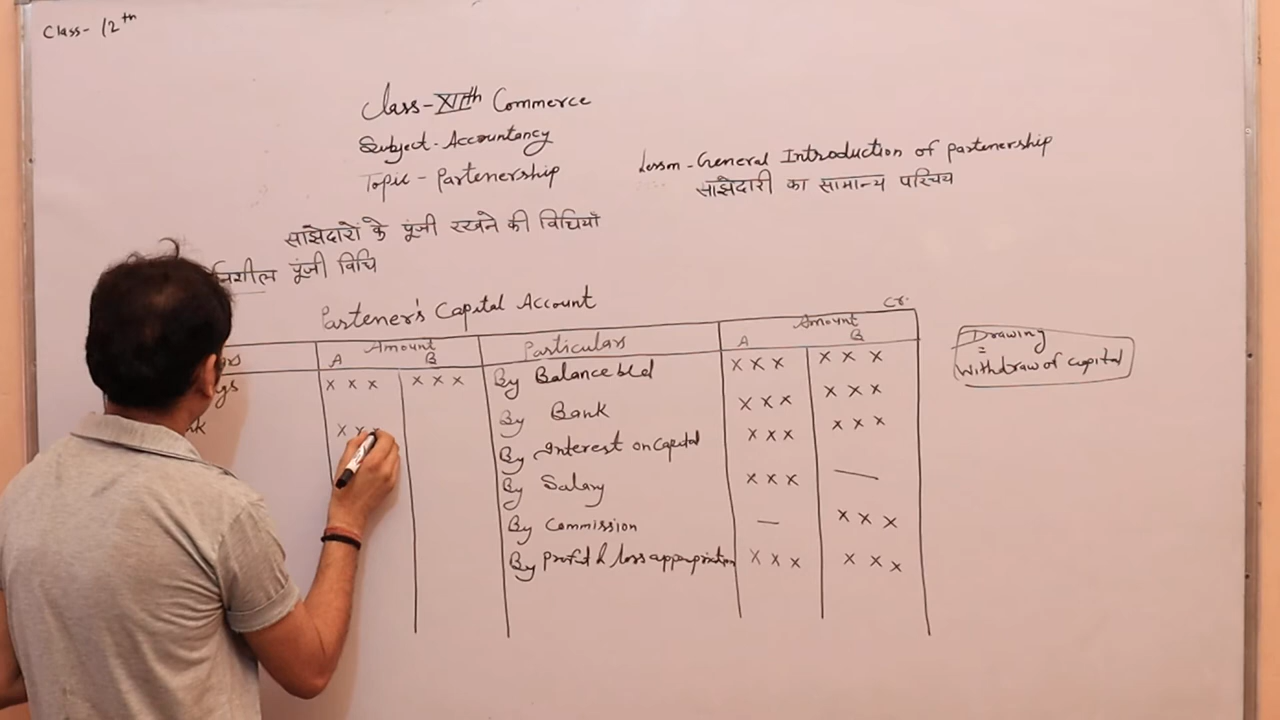 Class- 12th
Class-XIIth Commerce
Subject-Accountancy
Topic - Partenership
Lesson -General Introduction of partenership
साझेदारी का सामान्य परिचय
साझेदारों के पूंजी रखने की विधियाँ
पूंजी विधि
Partener's Capital Account
Cr.
Amount Particulars Amount
A B A B
x x x x x x By Balance b/d x x x x x x
x x x By Bank x x x x x x
By Interest on capital x x x x x x
By Salary x x x —
By Commission — x x x
By profit & loss appropriation x x x x x x
Drawing
=
Withdraw of capital